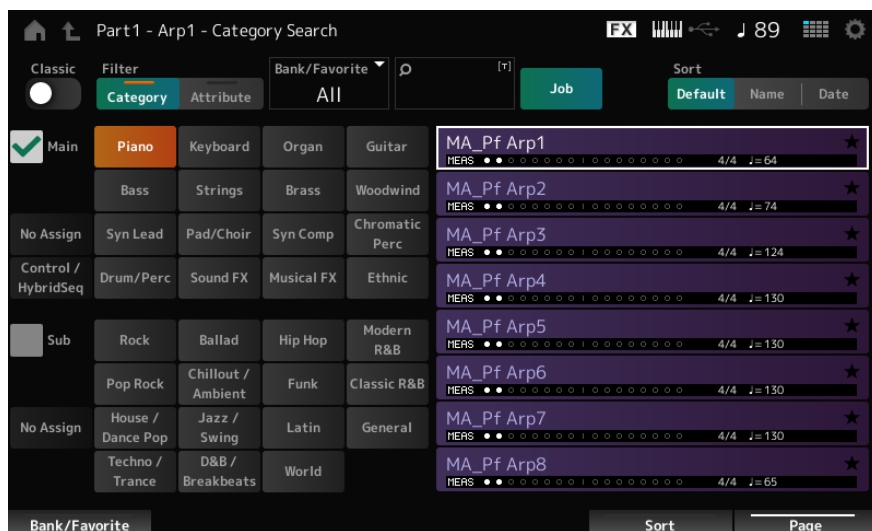 Part1 - Arp1 - Category Search
FX
♩ 89
Classic
Filter
Category
Attribute
Bank/Favorite
All
[T]
Job
Sort
Default
Name
Date
Main
Piano
Keyboard
Organ
Guitar
Bass
Strings
Brass
Woodwind
No Assign
Syn Lead
Pad/Choir
Syn Comp
Chromatic
Perc
Control /
HybridSeq
Drum/Perc
Sound FX
Musical FX
Ethnic
Sub
Rock
Ballad
Hip Hop
Modern
R&B
Pop Rock
Chillout /
Ambient
Funk
Classic R&B
No Assign
House /
Dance Pop
Jazz /
Swing
Latin
General
Techno /
Trance
D&B /
Breakbeats
World
MA_Pf Arp1
MEAS 4/4 ♩=64
MA_Pf Arp2
MEAS 4/4 ♩=74
MA_Pf Arp3
MEAS 4/4 ♩=124
MA_Pf Arp4
MEAS 4/4 ♩=130
MA_Pf Arp5
MEAS 4/4 ♩=130
MA_Pf Arp6
MEAS 4/4 ♩=130
MA_Pf Arp7
MEAS 4/4 ♩=130
MA_Pf Arp8
MEAS 4/4 ♩=65
Bank/Favorite
Sort
Page